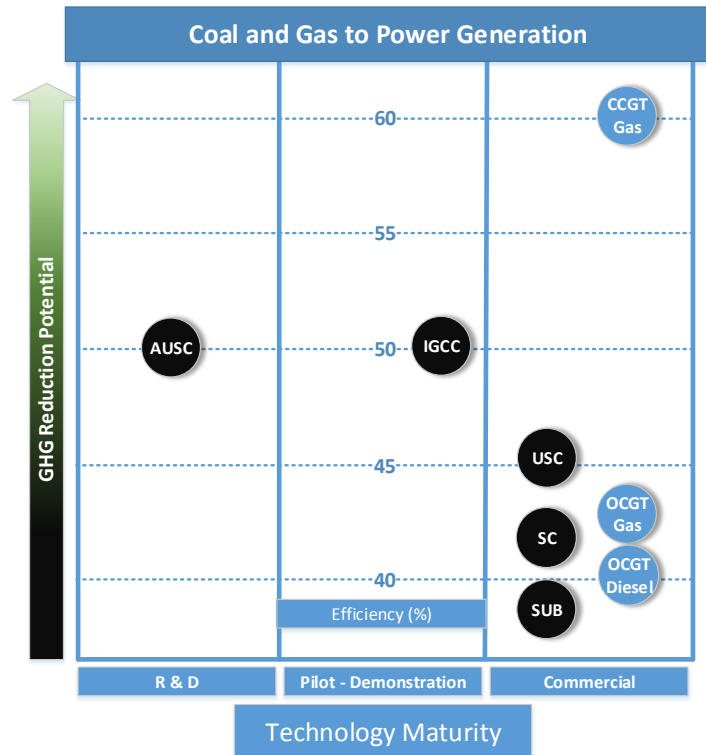 Coal and Gas to Power Generation
GHG Reduction Potential
60
CCGT
Gas
55
AUSC
50
IGCC
USC
45
OCGT
Gas
SC
40
OCGT
Diesel
SUB
Efficiency (%)
R & D
Pilot - Demonstration
Commercial
Technology Maturity